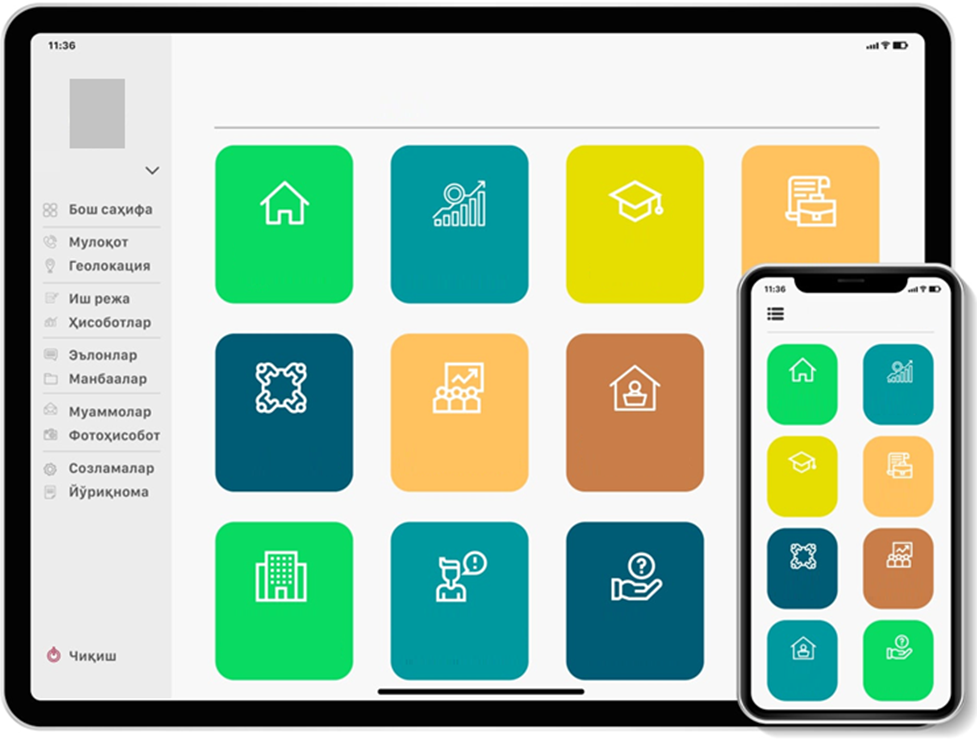 11:36
Бош саҳифа
Мулоқот
Геолокация
Иш режа
Ҳисоботлар
Эълонлар
Манбаалар
Муаммолар
Фотоҳисобот
Созламалар
Йўриқнома
Чиқиш
11:36